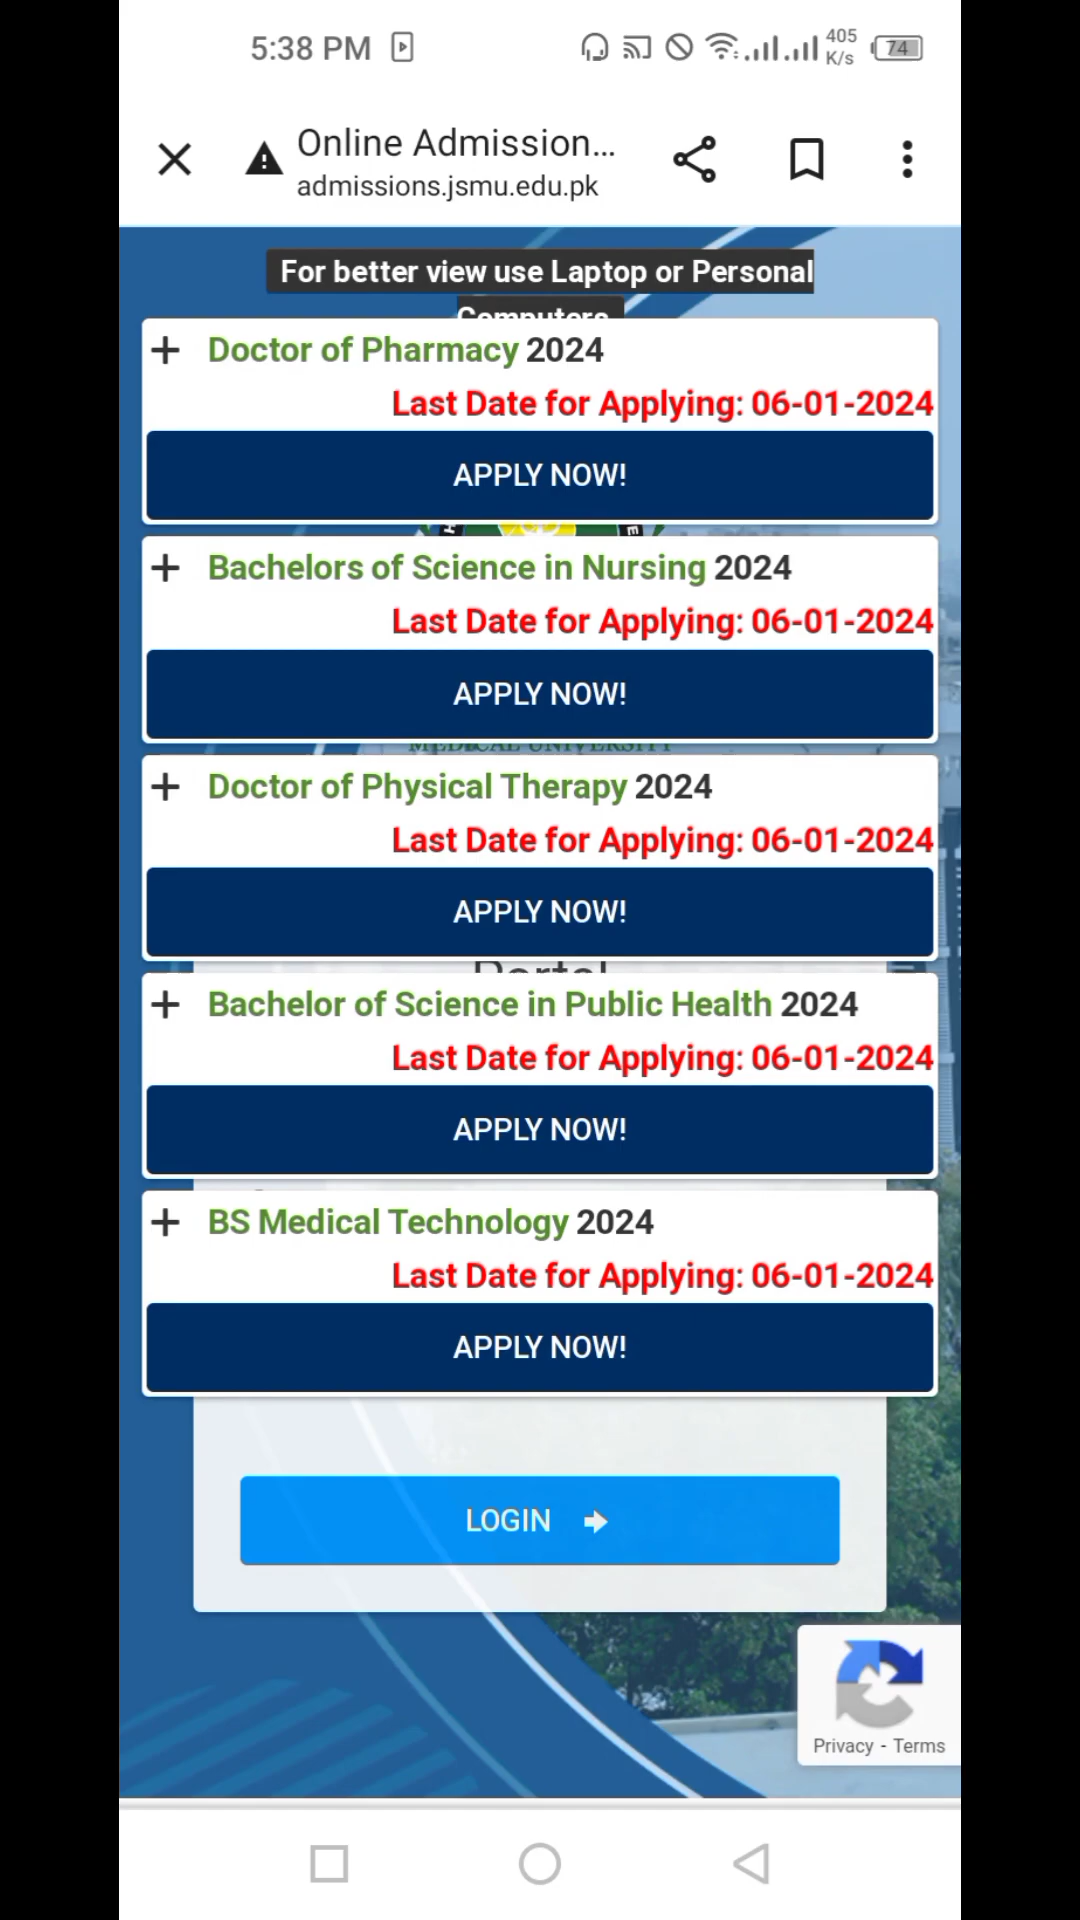 5:38 PM
405
K/s
74
Online Admission...
admissions.jsmu.edu.pk
For better view use Laptop or Personal
Computers
+ Doctor of Pharmacy 2024
Last Date for Applying: 06-01-2024
APPLY NOW!
+ Bachelors of Science in Nursing 2024
Last Date for Applying: 06-01-2024
APPLY NOW!
MEDICAL UNIVERSITY
+ Doctor of Physical Therapy 2024
Last Date for Applying: 06-01-2024
APPLY NOW!
Portal
+ Bachelor of Science in Public Health 2024
Last Date for Applying: 06-01-2024
APPLY NOW!
+ BS Medical Technology 2024
Last Date for Applying: 06-01-2024
APPLY NOW!
LOGIN
Privacy - Terms